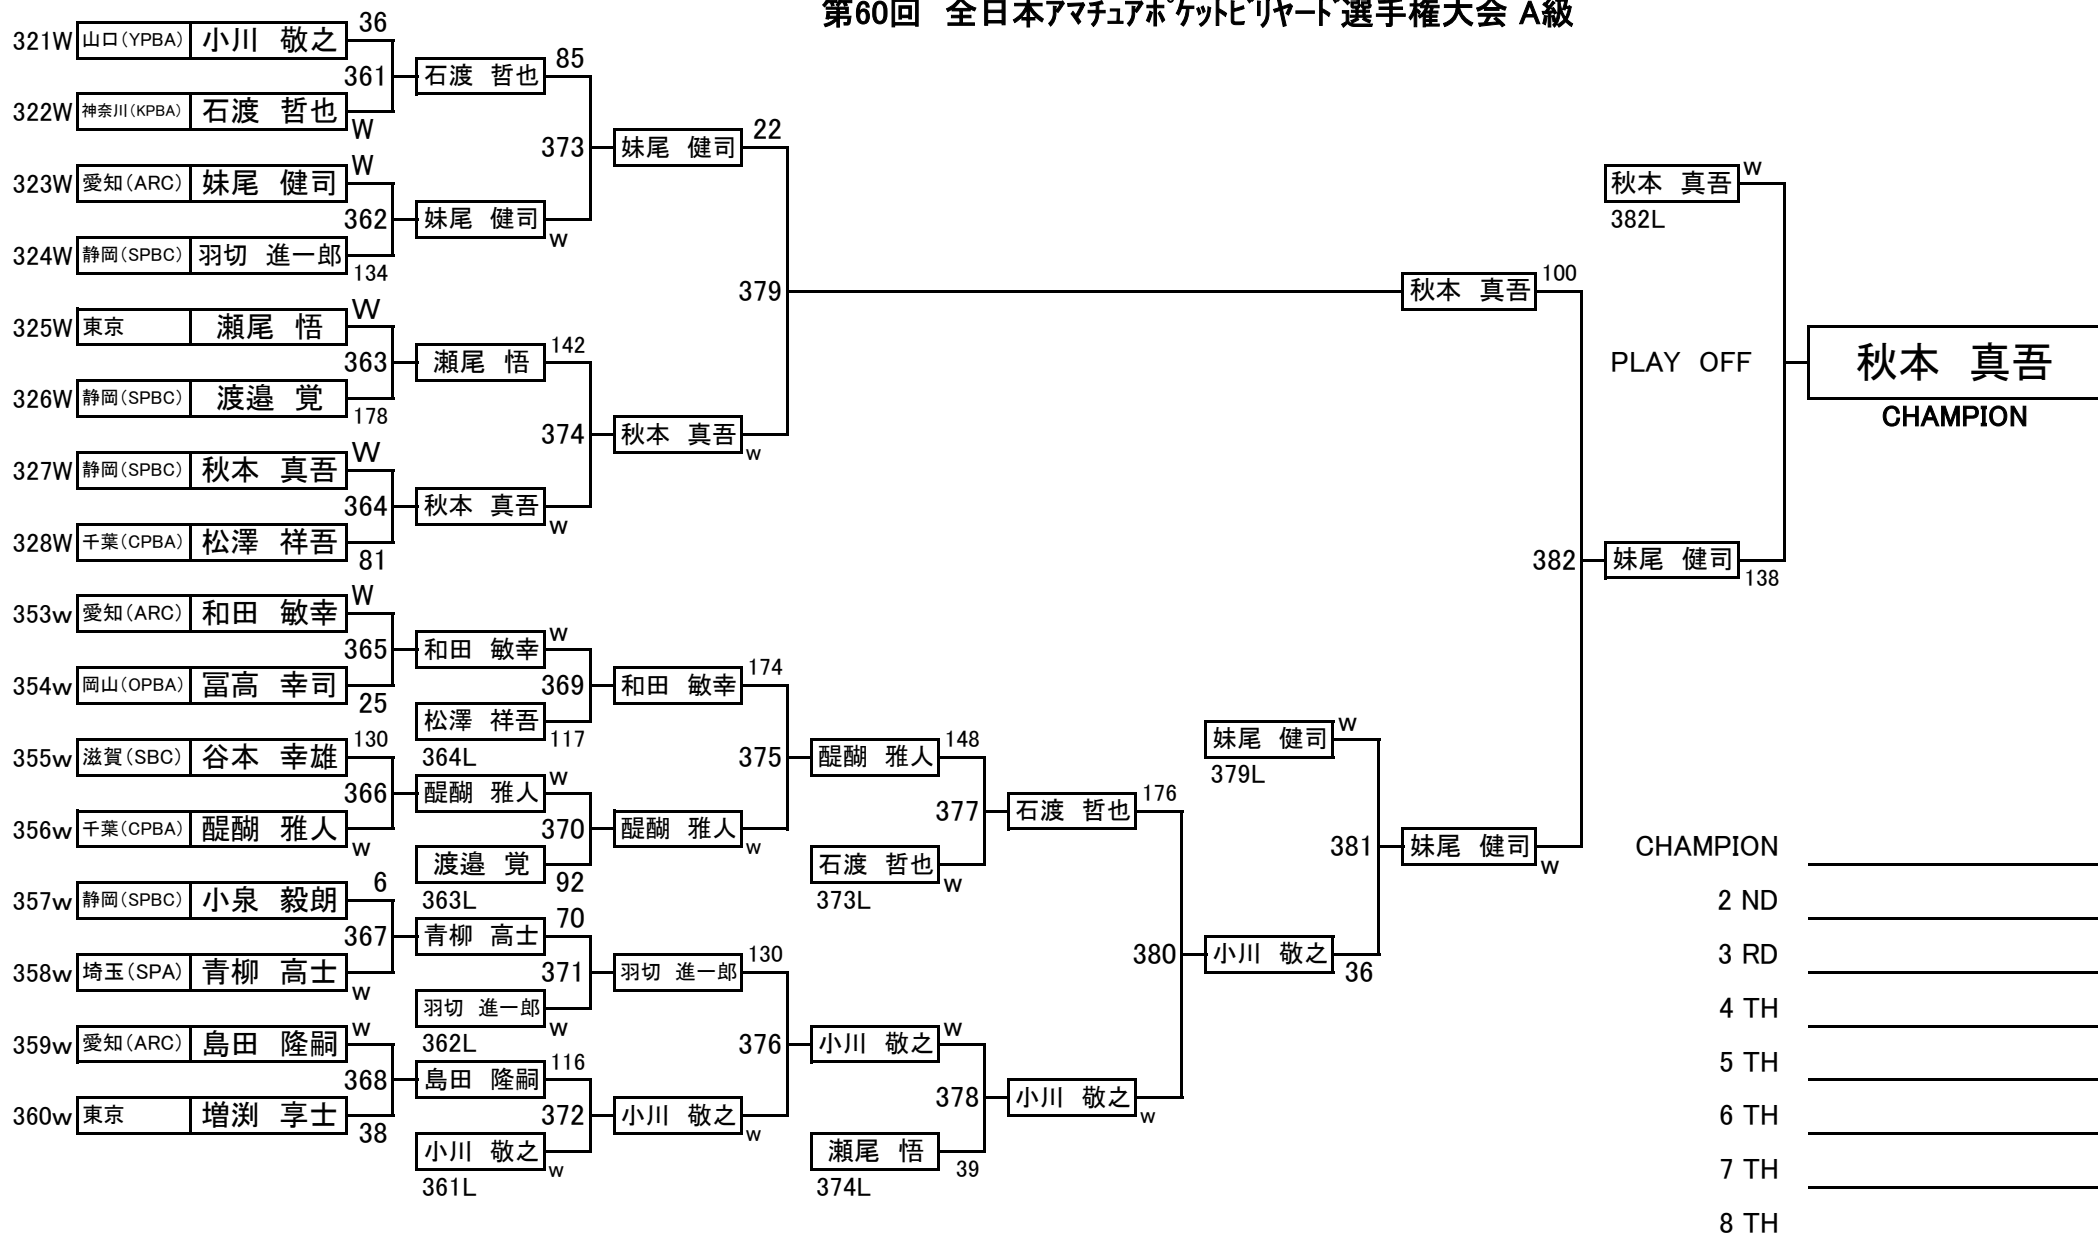 第60回 全日本アマチュアポケットビリヤード選手権大会 A級
321W 山口(YPBA) 小川 敬之 36
361
322W 神奈川(KPBA) 石渡 哲也 W
323W 愛知(ARC) 妹尾 健司 W
362
324W 静岡(SPBC) 羽切 進一郎 134
325W 東京 瀬尾 悟 W
363
326W 静岡(SPBC) 渡邉 覚 178
327W 静岡(SPBC) 秋本 真吾 W
364
328W 千葉(CPBA) 松澤 祥吾 81
353w 愛知(ARC) 和田 敏幸 W
365
354w 岡山(OPBA) 冨高 幸司 25
355w 滋賀(SBC) 谷本 幸雄 130
366
356w 千葉(CPBA) 醍醐 雅人 w
357w 静岡(SPBC) 小泉 毅朗 6
367
358w 埼玉(SPA) 青柳 高士 w
359w 愛知(ARC) 島田 隆嗣 w
368
360w 東京 増渕 享士 38
石渡 哲也 85
373
妹尾 健司 w
瀬尾 悟 142
374
秋本 真吾 w
和田 敏幸 w
369
松澤 祥吾 117
364L
醍醐 雅人 w
370
渡邉 覚 92
363L
青柳 高士 70
371
羽切 進一郎 w
362L
島田 隆嗣 116
372
小川 敬之 w
361L
妹尾 健司 22
379
秋本 真吾 w
和田 敏幸 174
375
醍醐 雅人 w
羽切 進一郎 130
376
小川 敬之 w
醍醐 雅人 148
377
石渡 哲也 w
373L
小川 敬之 w
378
瀬尾 悟 39
374L
石渡 哲也 176
380
小川 敬之 w
妹尾 健司 w
379L
381
小川 敬之 36
秋本 真吾 100
382
妹尾 健司 w
秋本 真吾 w
382L
PLAY OFF
妹尾 健司 138
秋本 真吾
CHAMPION
CHAMPION
2 ND
3 RD
4 TH
5 TH
6 TH
7 TH
8 TH